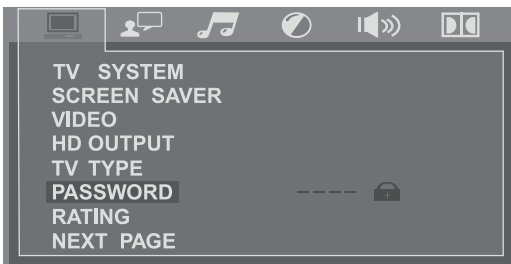 TV SYSTEM
SCREEN SAVER
VIDEO
HD OUTPUT
TV TYPE
PASSWORD ----
RATING
NEXT PAGE